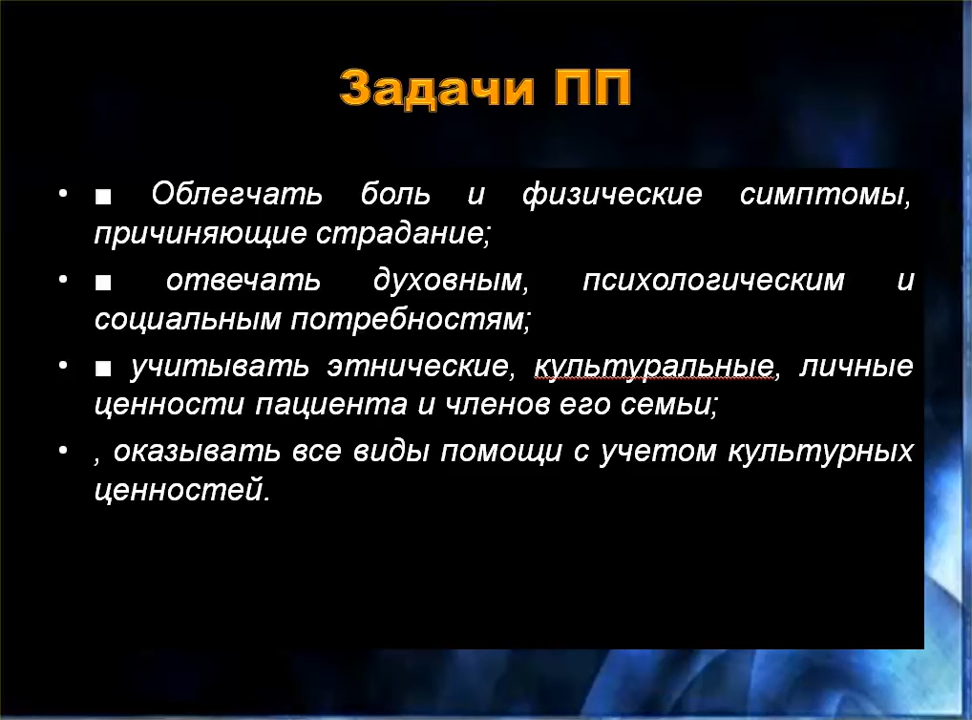 Задачи ПП
• ■ Облегчать боль и физические симптомы,
причиняющие страдание;
• ■ отвечать духовным, психологическим и
социальным потребностям;
• ■ учитывать этнические, культуральные, личные
ценности пациента и членов его семьи;
• , оказывать все виды помощи с учетом культурных
ценностей.